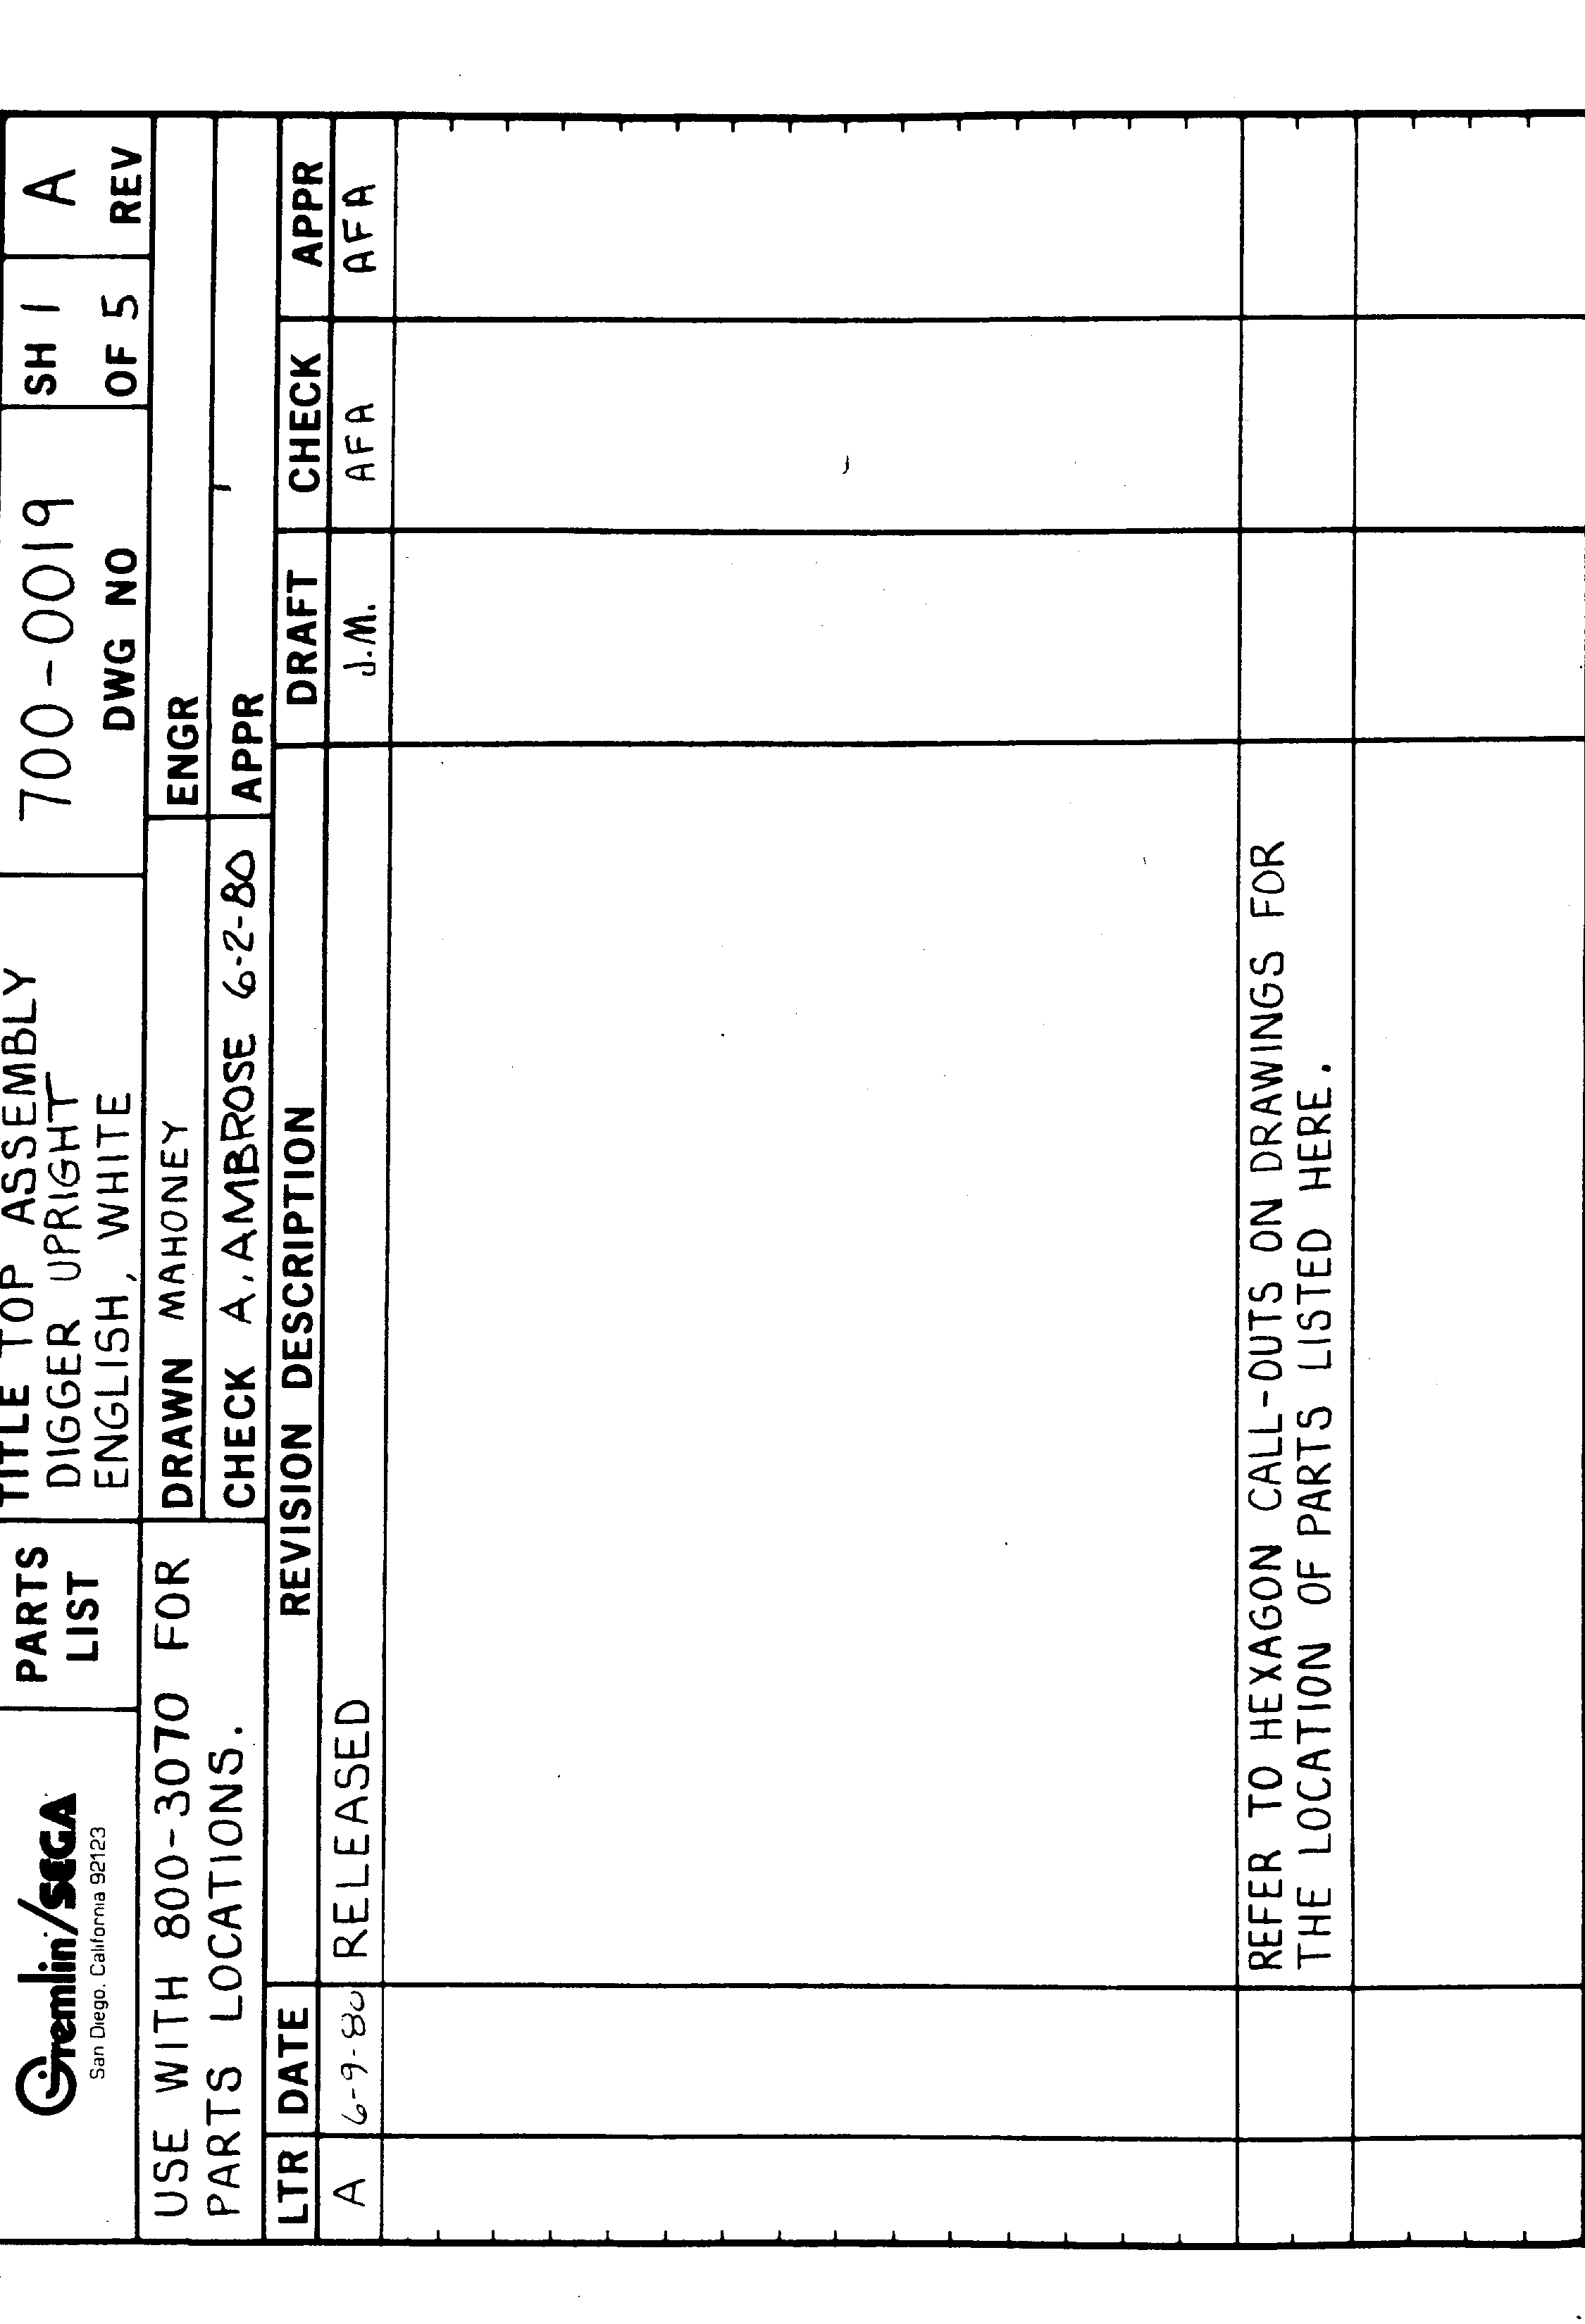 Gremlin/SEGA
San Diego, California 92123
PARTS
LIST
TITLE TOP ASSEMBLY
DIGGER UPRIGHT
ENGLISH, WHITE
700-0019
DWG NO
SH 1
OF 5
A
REV
USE WITH 800-3070 FOR
PARTS LOCATIONS.
DRAWN MAHONEY
ENGR
CHECK A. AMBROSE 6-2-80
APPR
LTR DATE REVISION DESCRIPTION DRAFT CHECK APPR
A 6-9-80 RELEASED J.M. AFA AFA
REFER TO HEXAGON CALL-OUTS ON DRAWINGS FOR
THE LOCATION OF PARTS LISTED HERE.